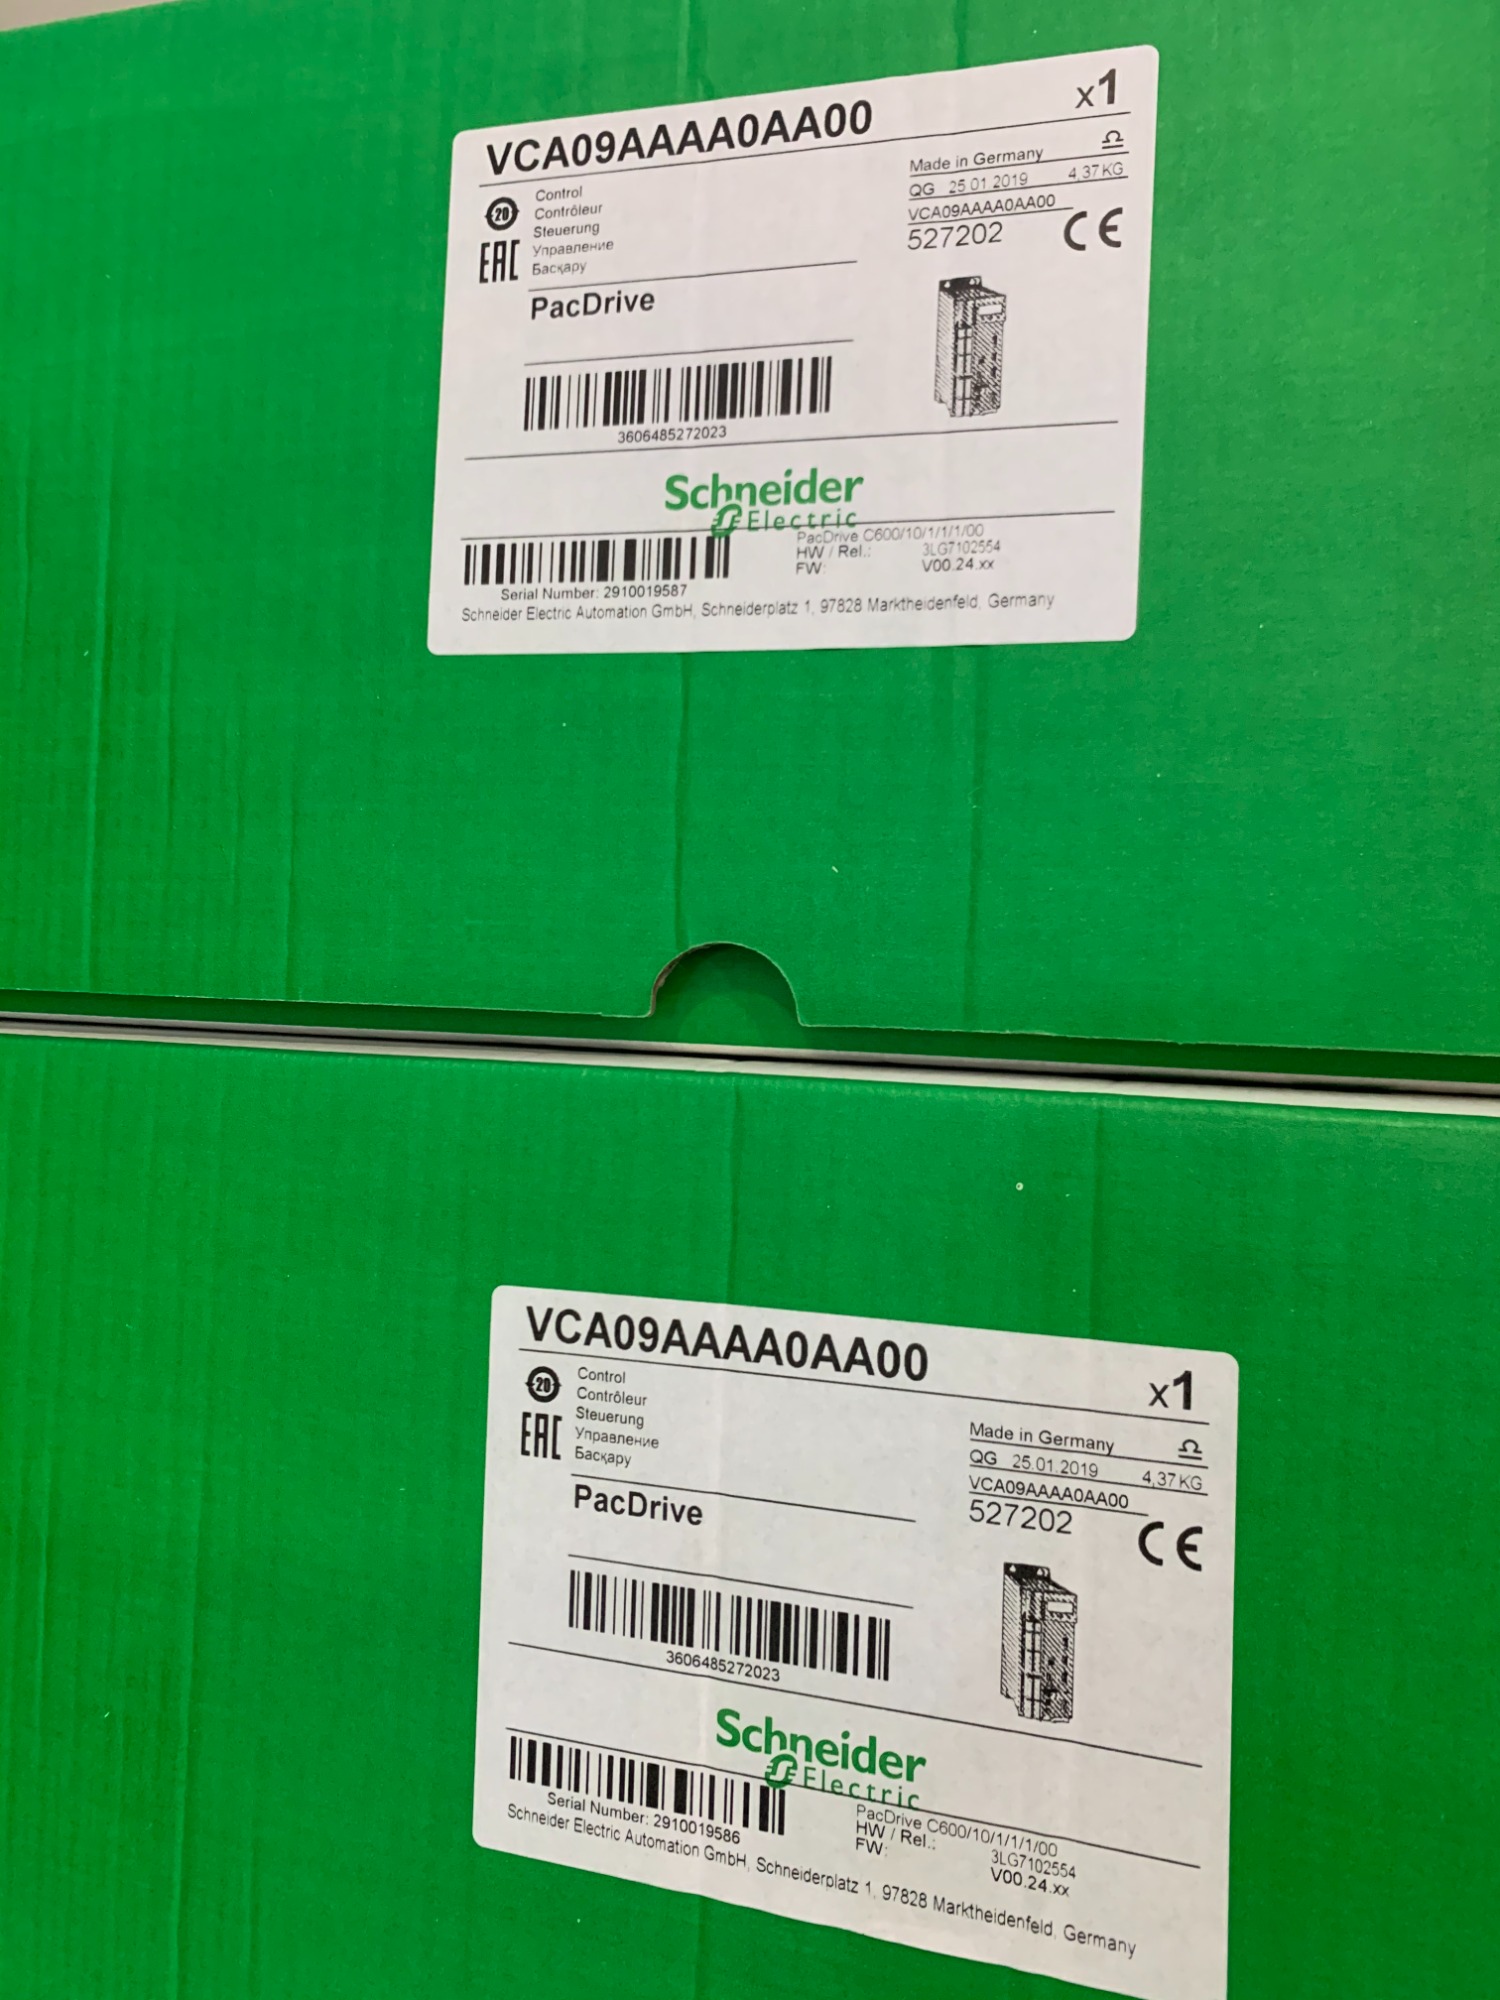 VCA09AAAA0AA00
x1
20
Control
Contrôleur
Steuerung
Управление
Басқару
EAC
PacDrive
Made in Germany
QG 25.01.2019 4,37 KG
VCA09AAAA0AA00
527202
CE
3606485272023
Schneider
Electric
PacDrive C600/10/1/1/1/00
HW / Rel.: 3LG7102554
FW: V00.24.xx
Serial Number: 2910019587
Schneider Electric Automation GmbH, Schneiderplatz 1, 97828 Marktheidenfeld, Germany
VCA09AAAA0AA00
x1
20
Control
Contrôleur
Steuerung
Управление
Басқару
EAC
PacDrive
Made in Germany
QG 25.01.2019 4,37 KG
VCA09AAAA0AA00
527202
CE
3606485272023
Schneider
Electric
PacDrive C600/10/1/1/1/00
HW / Rel.: 3LG7102554
FW: V00.24.xx
Serial Number: 2910019586
Schneider Electric Automation GmbH, Schneiderplatz 1, 97828 Marktheidenfeld, Germany